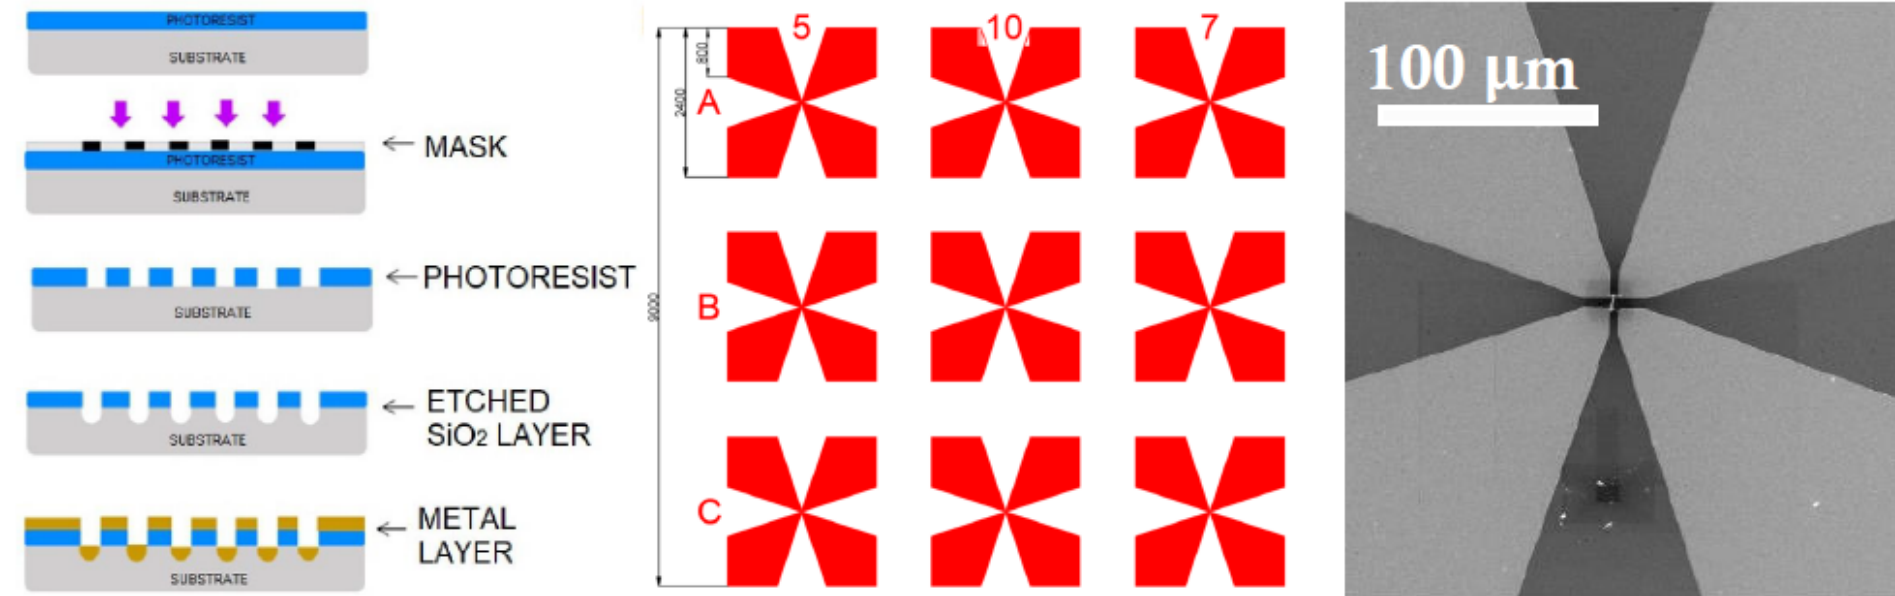 PHOTORESIST
SUBSTRATE
MASK
PHOTORESIST
SUBSTRATE
PHOTORESIST
SUBSTRATE
ETCHED
SiO₂ LAYER
SUBSTRATE
METAL
LAYER
SUBSTRATE
5
10
7
800
2400
9000
A
B
C
100 µm